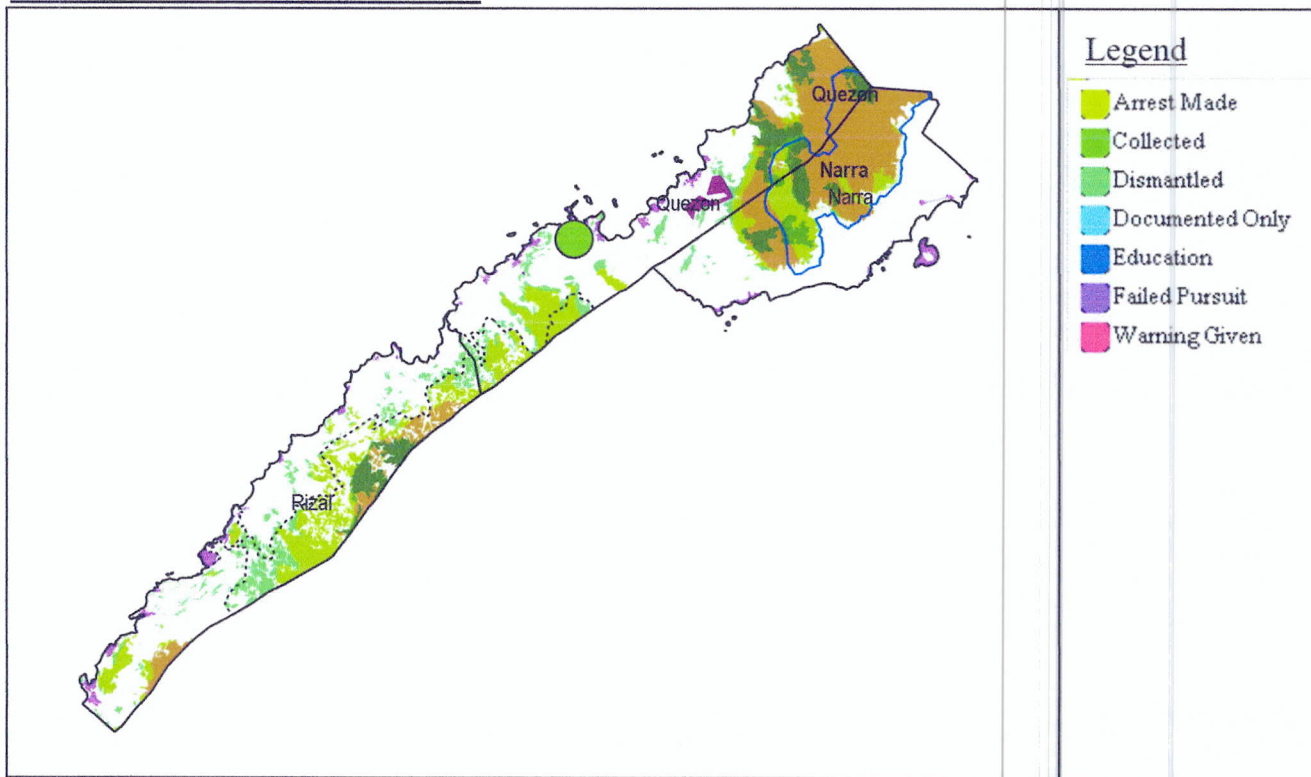 Quezon
Narra
Narra
Quezon
Rizal
Legend
Arrest Made
Collected
Dismantled
Documented Only
Education
Failed Pursuit
Warning Given